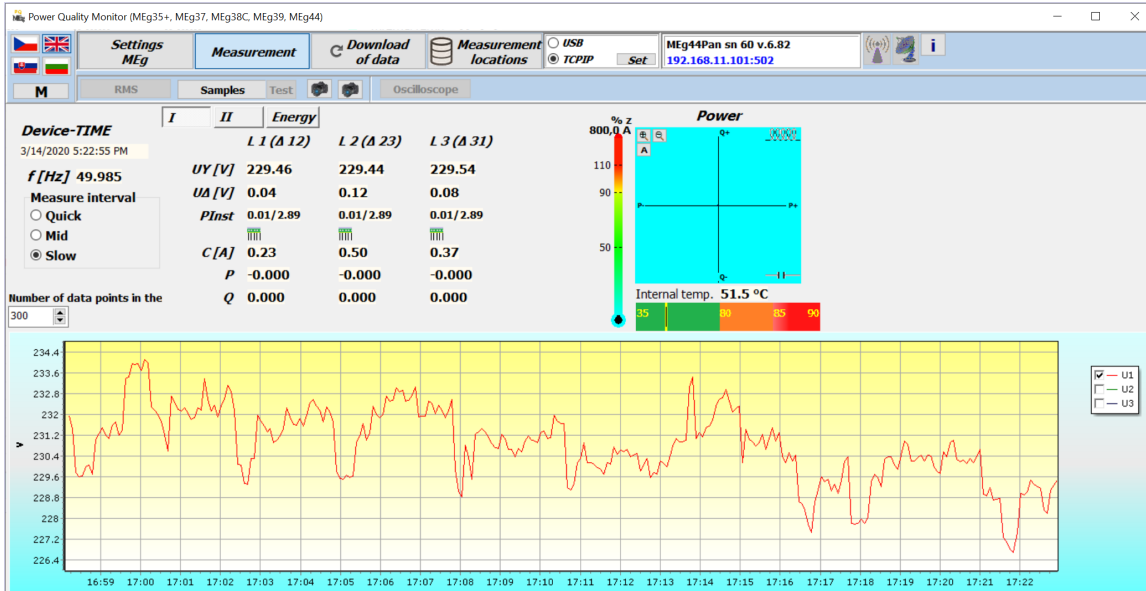 Power Quality Monitor (MEg35+, MEg37, MEg38C, MEg39, MEg44)
Settings MEg
Measurement
Download of data
Measurement locations
USB
TCPIP
Set
MEg44Pan sn 60 v.6.82
192.168.11.101:502
i
M
RMS
Samples
Test
Oscilloscope
I II Energy
Device-TIME
3/14/2020 5:22:55 PM
f [Hz] 49.985
Measure interval
Quick
Mid
Slow
Number of data points in the
300
L 1 (Δ 12) L 2 (Δ 23) L 3 (Δ 31)
UY [V] 229.46 229.44 229.54
UΔ [V] 0.04 0.12 0.08
PInst 0.01/2.89 0.01/2.89 0.01/2.89
C [A] 0.23 0.50 0.37
P -0.000 -0.000 -0.000
Q 0.000 0.000 0.000
% z
800,0 A
110
90
50
Power
A
Q+
P- P+
Q-
Internal temp. 51.5 °C
35 80 85 90
234.4
233.6
232.8
232
231.2
230.4
229.6
228.8
228
227.2
226.4
V
16:59 17:00 17:01 17:02 17:03 17:04 17:05 17:06 17:07 17:08 17:09 17:10 17:11 17:12 17:13 17:14 17:15 17:16 17:17 17:18 17:19 17:20 17:21 17:22
U1
U2
U3